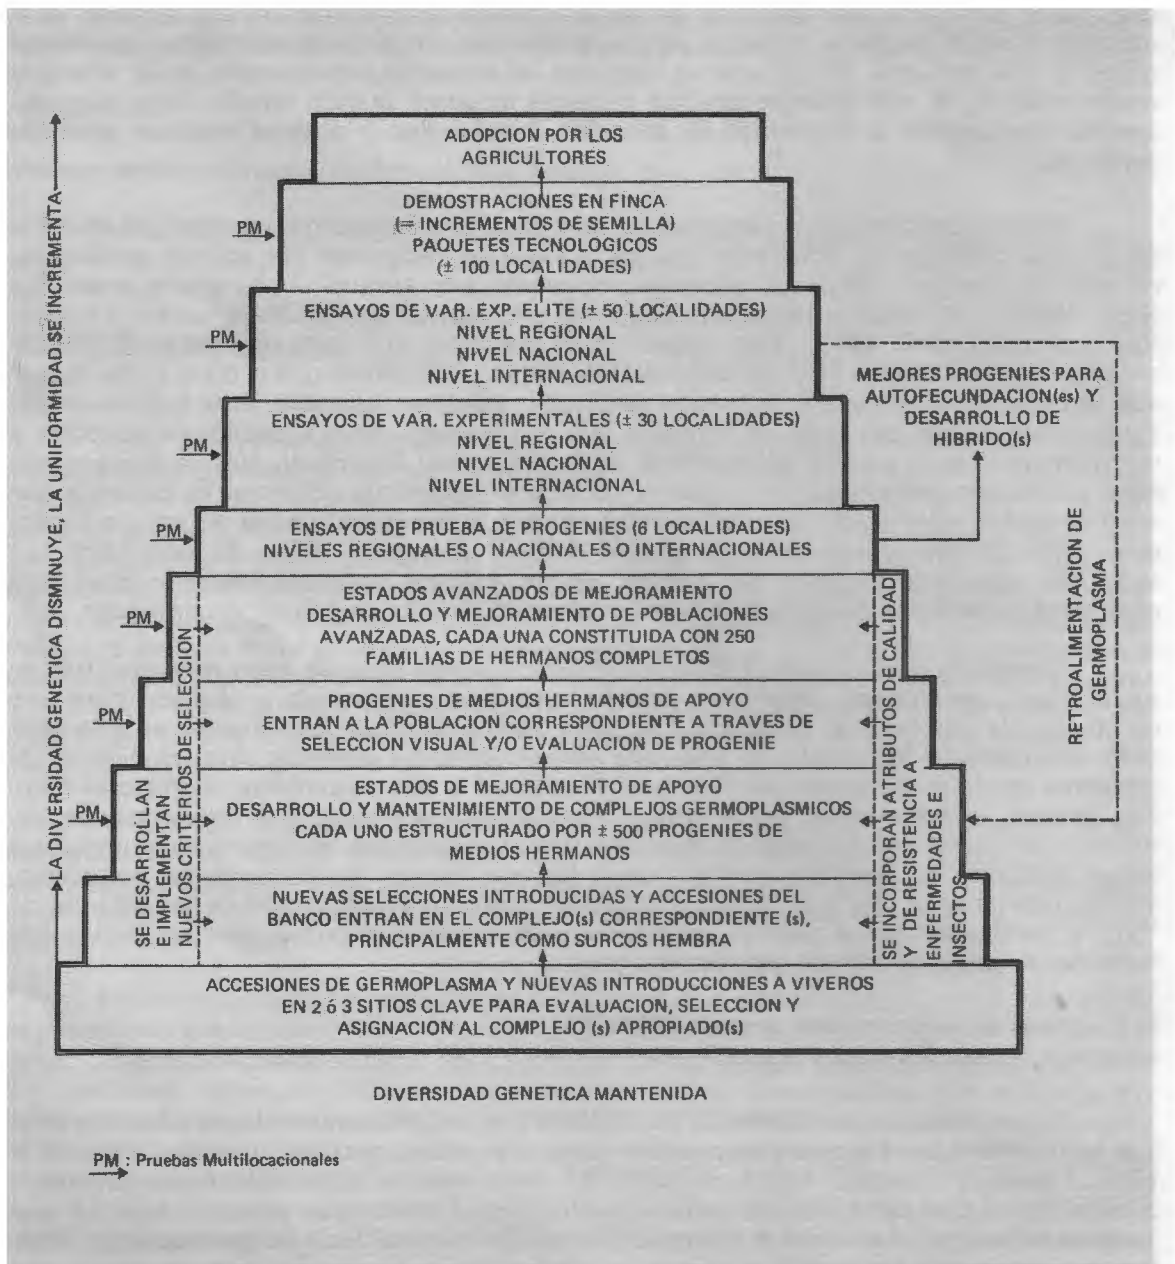 ADOPCION POR LOS
AGRICULTORES
DEMOSTRACIONES EN FINCA
(= INCREMENTOS DE SEMILLA)
PAQUETES TECNOLOGICOS
(± 100 LOCALIDADES)
PM
ENSAYOS DE VAR. EXP. ELITE (± 50 LOCALIDADES)
NIVEL REGIONAL
NIVEL NACIONAL
NIVEL INTERNACIONAL
PM
ENSAYOS DE VAR. EXPERIMENTALES (± 30 LOCALIDADES)
NIVEL REGIONAL
NIVEL NACIONAL
NIVEL INTERNACIONAL
PM
ENSAYOS DE PRUEBA DE PROGENIES (6 LOCALIDADES)
NIVELES REGIONALES O NACIONALES O INTERNACIONALES
PM
ESTADOS AVANZADOS DE MEJORAMIENTO
DESARROLLO Y MEJORAMIENTO DE POBLACIONES
AVANZADAS, CADA UNA CONSTITUIDA CON 250
FAMILIAS DE HERMANOS COMPLETOS
PM
PROGENIES DE MEDIOS HERMANOS DE APOYO
ENTRAN A LA POBLACION CORRESPONDIENTE A TRAVES DE
SELECCION VISUAL Y/O EVALUACION DE PROGENIE
PM
ESTADOS DE MEJORAMIENTO DE APOYO
DESARROLLO Y MANTENIMIENTO DE COMPLEJOS GERMOPLASMICOS
CADA UNO ESTRUCTURADO POR ± 500 PROGENIES DE
MEDIOS HERMANOS
PM
NUEVAS SELECCIONES INTRODUCIDAS Y ACCESIONES DEL
BANCO ENTRAN EN EL COMPLEJO(s) CORRESPONDIENTE (s),
PRINCIPALMENTE COMO SURCOS HEMBRA
ACCESIONES DE GERMOPLASMA Y NUEVAS INTRODUCCIONES A VIVEROS
EN 2 ó 3 SITIOS CLAVE PARA EVALUACION, SELECCION Y
ASIGNACION AL COMPLEJO (s) APROPIADO(s)
LA DIVERSIDAD GENETICA DISMINUYE, LA UNIFORMIDAD SE INCREMENTA
SE DESARROLLAN
E IMPLEMENTAN
NUEVOS CRITERIOS DE SELECCION
SE INCORPORAN ATRIBUTOS DE CALIDAD
Y DE RESISTENCIA A
ENFERMEDADES E
INSECTOS
MEJORES PROGENIES PARA
AUTOFECUNDACION(es) Y
DESARROLLO DE
HIBRIDO(s)
RETROALIMENTACION DE
GERMOPLASMA
DIVERSIDAD GENETICA MANTENIDA
PM : Pruebas Multilocacionales